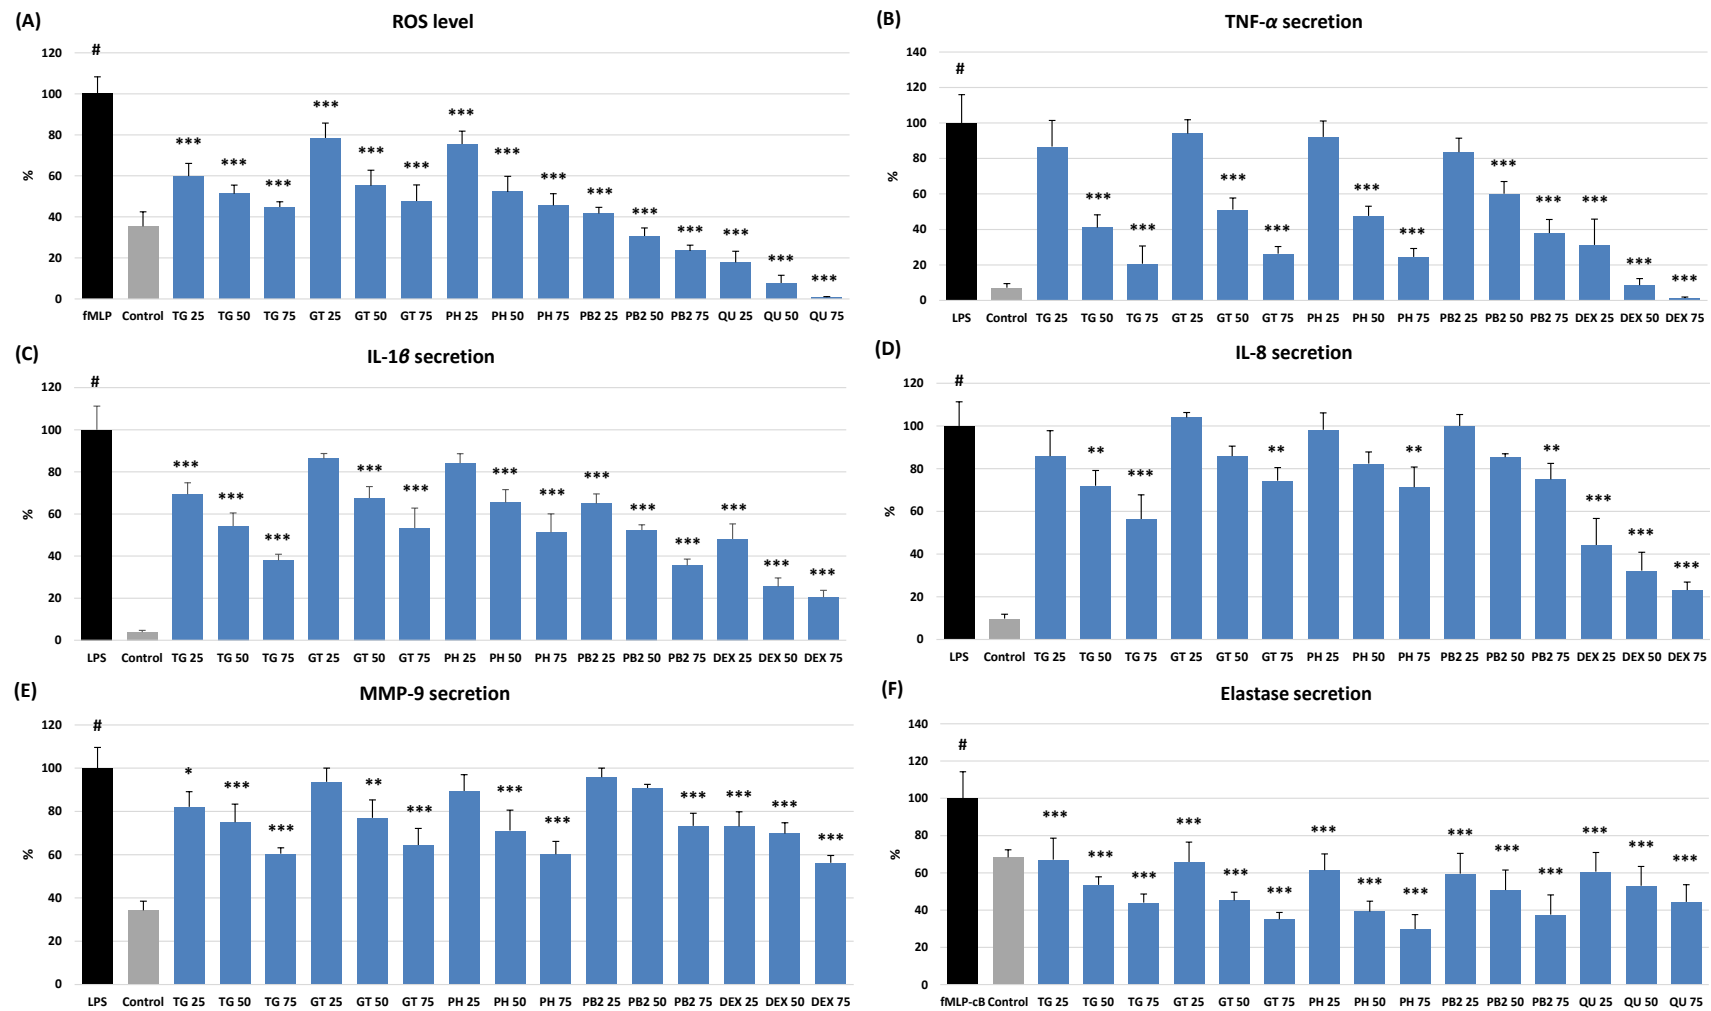 (A)
ROS level
#
120
100
80
60
40
20
0
%
*** *** *** *** *** *** *** *** *** *** *** *** *** *** ***
fMLP Control TG 25 TG 50 TG 75 GT 25 GT 50 GT 75 PH 25 PH 50 PH 75 PB2 25 PB2 50 PB2 75 QU 25 QU 50 QU 75
(B)
TNF-α secretion
#
140
120
100
80
60
40
20
0
%
*** *** *** *** *** *** *** *** *** *** ***
LPS Control TG 25 TG 50 TG 75 GT 25 GT 50 GT 75 PH 25 PH 50 PH 75 PB2 25 PB2 50 PB2 75 DEX 25 DEX 50 DEX 75
(C)
IL-1β secretion
#
120
100
80
60
40
20
0
%
*** *** *** *** *** *** *** *** *** *** *** *** ***
LPS Control TG 25 TG 50 TG 75 GT 25 GT 50 GT 75 PH 25 PH 50 PH 75 PB2 25 PB2 50 PB2 75 DEX 25 DEX 50 DEX 75
(D)
IL-8 secretion
#
120
100
80
60
40
20
0
%
** *** ** ** ** *** *** ***
LPS Control TG 25 TG 50 TG 75 GT 25 GT 50 GT 75 PH 25 PH 50 PH 75 PB2 25 PB2 50 PB2 75 DEX 25 DEX 50 DEX 75
(E)
MMP-9 secretion
#
120
100
80
60
40
20
0
%
* *** *** ** *** *** *** *** *** *** ***
LPS Control TG 25 TG 50 TG 75 GT 25 GT 50 GT 75 PH 25 PH 50 PH 75 PB2 25 PB2 50 PB2 75 DEX 25 DEX 50 DEX 75
(F)
Elastase secretion
#
140
120
100
80
60
40
20
0
%
*** *** *** *** *** *** *** *** *** *** *** *** *** *** ***
fMLP-cB Control TG 25 TG 50 TG 75 GT 25 GT 50 GT 75 PH 25 PH 50 PH 75 PB2 25 PB2 50 PB2 75 QU 25 QU 50 QU 75